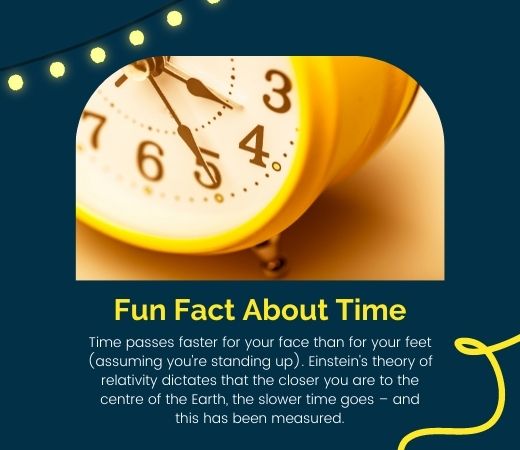 3
4
5
6
7
Fun Fact About Time
Time passes faster for your face than for your feet
(assuming you're standing up). Einstein's theory of
relativity dictates that the closer you are to the
centre of the Earth, the slower time goes – and
this has been measured.